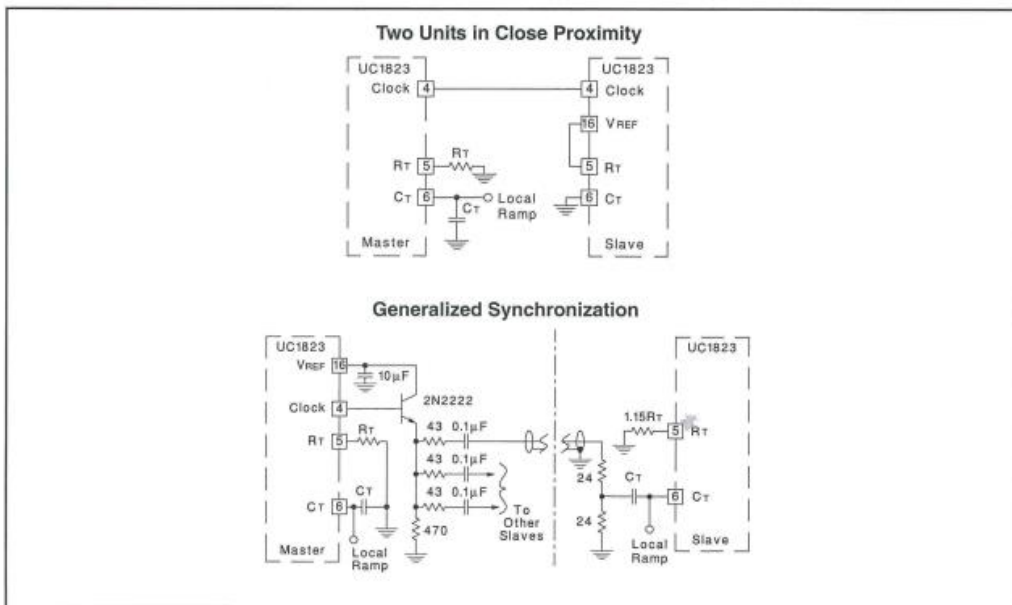 Two Units in Close Proximity
UC1823
UC1823
Clock 4
4 Clock
16 VREF
RT 5 RT
5 RT
CT 6
CT
Local
Ramp
6 CT
Master
Slave
Generalized Synchronization
UC1823
UC1823
VREF 16
10µF
Clock 4
2N2222
1.15RT
RT 5 RT
43 0.1µF
5 RT
43 0.1µF
24
CT
CT 6 CT
43 0.1µF
6 CT
To
Other
Slaves
470
24
Master
Local
Ramp
Local
Ramp
Slave